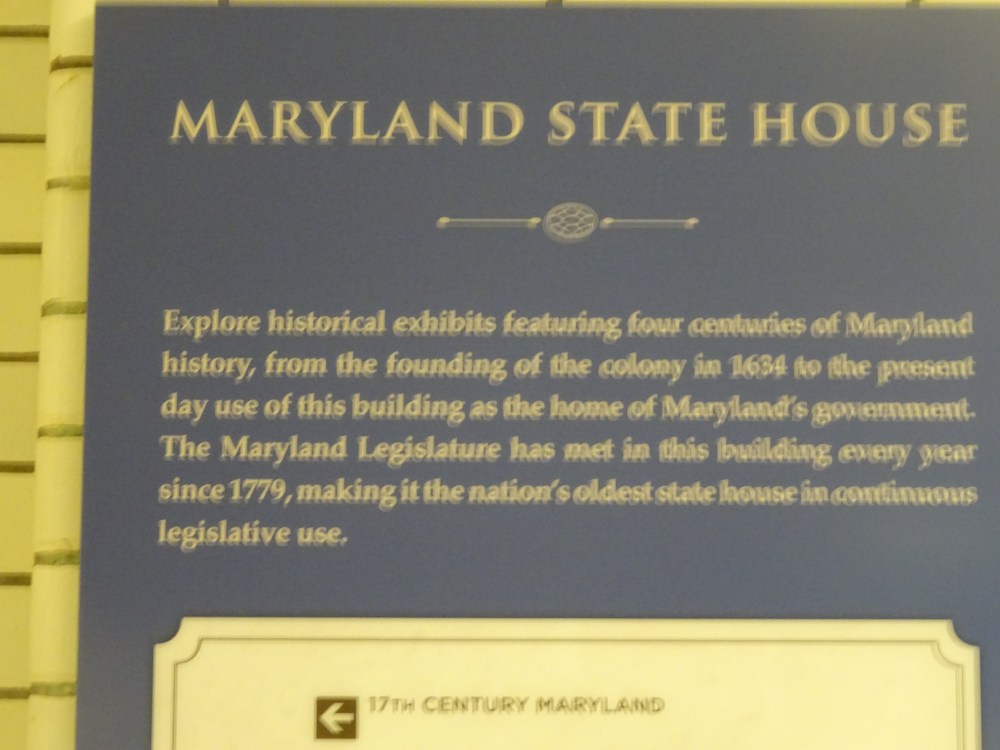 MARYLAND STATE HOUSE
Explore historical exhibits featuring four centuries of Maryland
history, from the founding of the colony in 1634 to the present
day use of this building as the home of Maryland's government.
The Maryland Legislature has met in this building every year
since 1779, making it the nation's oldest state house in continuous
legislative use.
17TH CENTURY MARYLAND